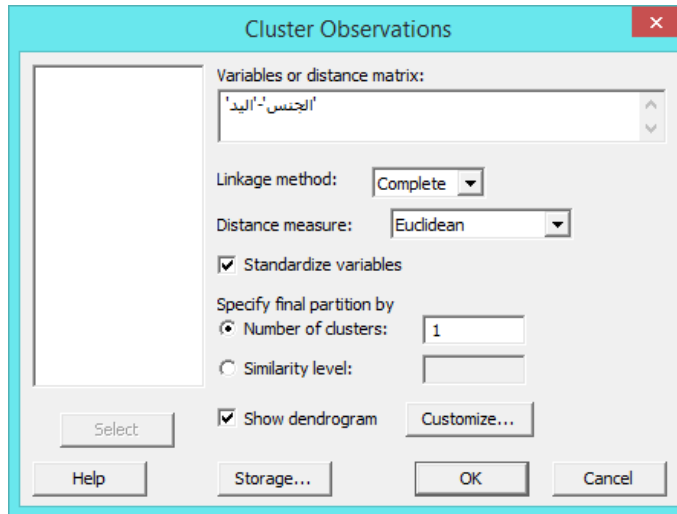 Cluster Observations
Variables or distance matrix:
'الجنس'-'اليد'
Linkage method: Complete
Distance measure: Euclidean
Standardize variables
Specify final partition by
Number of clusters: 1
Similarity level:
Show dendrogram Customize...
Select
Help Storage... OK Cancel